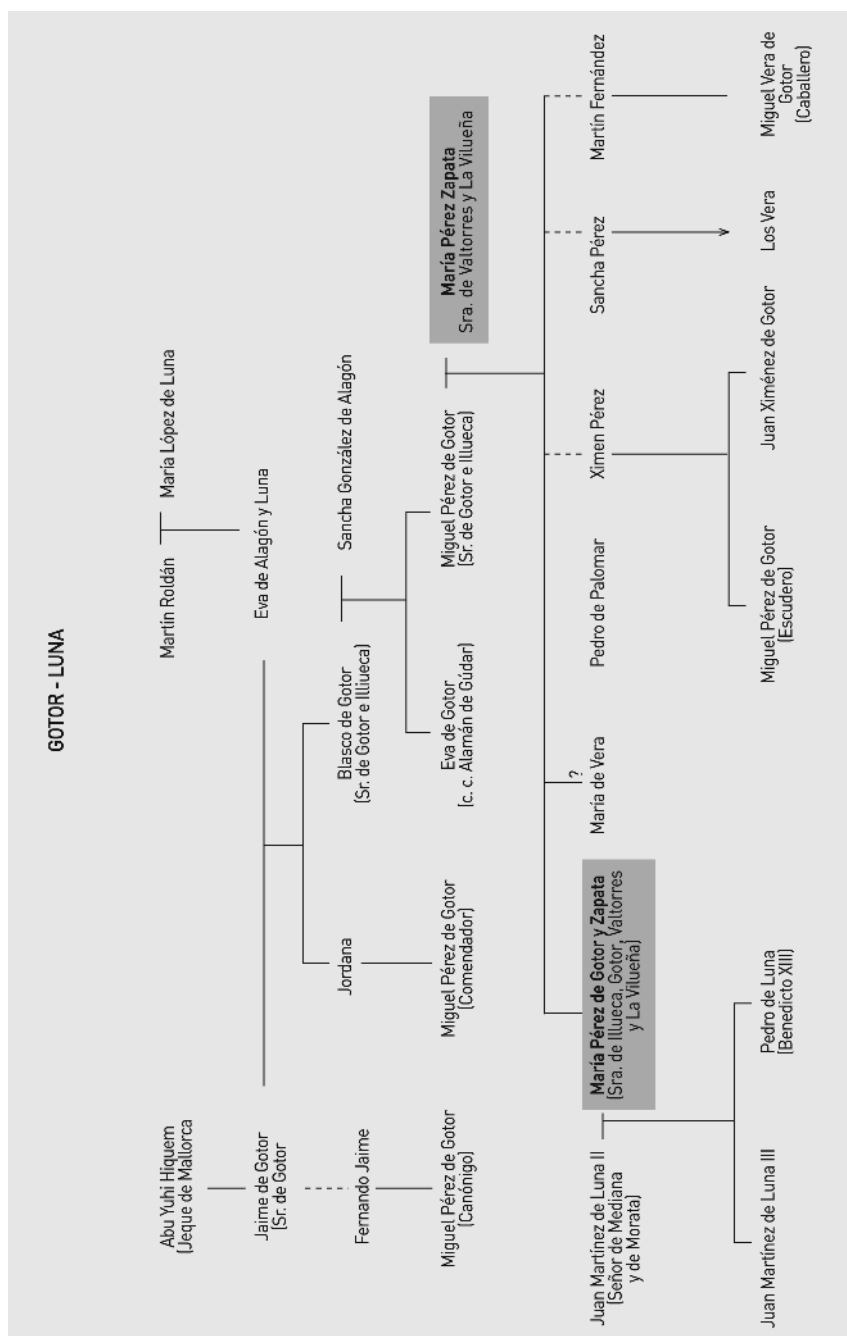 GOTOR - LUNA
Abu Yuhi Hiquem
(Jeque de Mallorca)
Martín Roldán
María López de Luna
Jaime de Gotor
(Sr. de Gotor
Eva de Alagón y Luna
Fernando Jaime
Jordana
Blasco de Gotor
(Sr. de Gotor e Illiueca)
Sancha González de Alagón
Miguel Pérez de Gotor
(Canónigo)
Miguel Pérez de Gotor
(Comendador)
Eva de Gotor
(c. c. Alamán de Gúdar)
Miguel Pérez de Gotor
(Sr. de Gotor e Illueca)
María Pérez Zapata
Sra. de Valtorres y La Vilueña
Juan Martínez de Luna II
(Señor de Mediana
y de Morata)
María Pérez de Gotor y Zapata
(Sra. de Illueca, Gotor, Valtorres
y La Vilueña)
?
María de Vera
Pedro de Palomar
Ximen Pérez
Sancha Pérez
Martín Fernández
Juan Martínez de Luna III
Pedro de Luna
(Benedicto XIII)
Miguel Pérez de Gotor
(Escudero)
Juan Ximénez de Gotor
Los Vera
Miguel Vera de
Gotor
(Caballero)